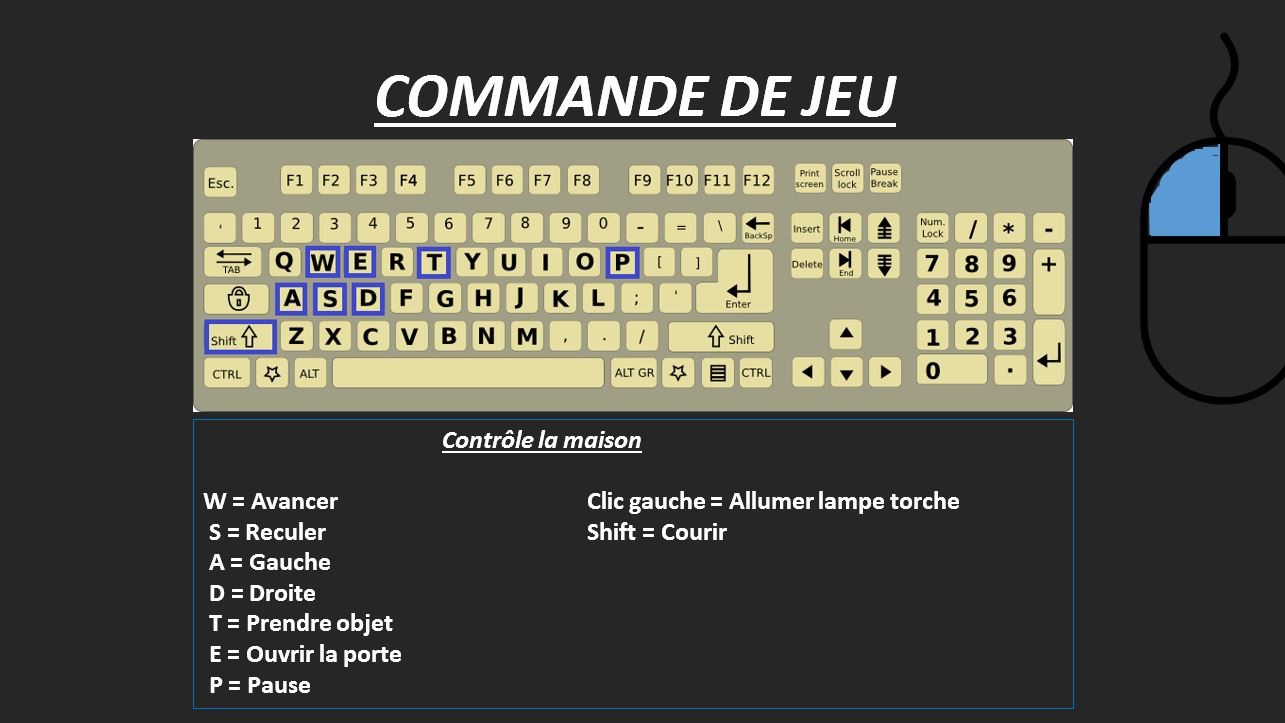 COMMANDE DE JEU
Esc. F1 F2 F3 F4 F5 F6 F7 F8 F9 F10 F11 F12 Print screen Scroll lock Pause Break
' 1 2 3 4 5 6 7 8 9 0 - = \ BackSp Insert Home Num. Lock / * -
TAB Q W E R T Y U I O P [ ] Delete End 7 8 9 +
A S D F G H J K L ; ' Enter 4 5 6
Shift Z X C V B N M , . / Shift 1 2 3
CTRL ALT ALT GR CTRL 0 .
Contrôle la maison
W = Avancer Clic gauche = Allumer lampe torche
S = Reculer Shift = Courir
A = Gauche
D = Droite
T = Prendre objet
E = Ouvrir la porte
P = Pause